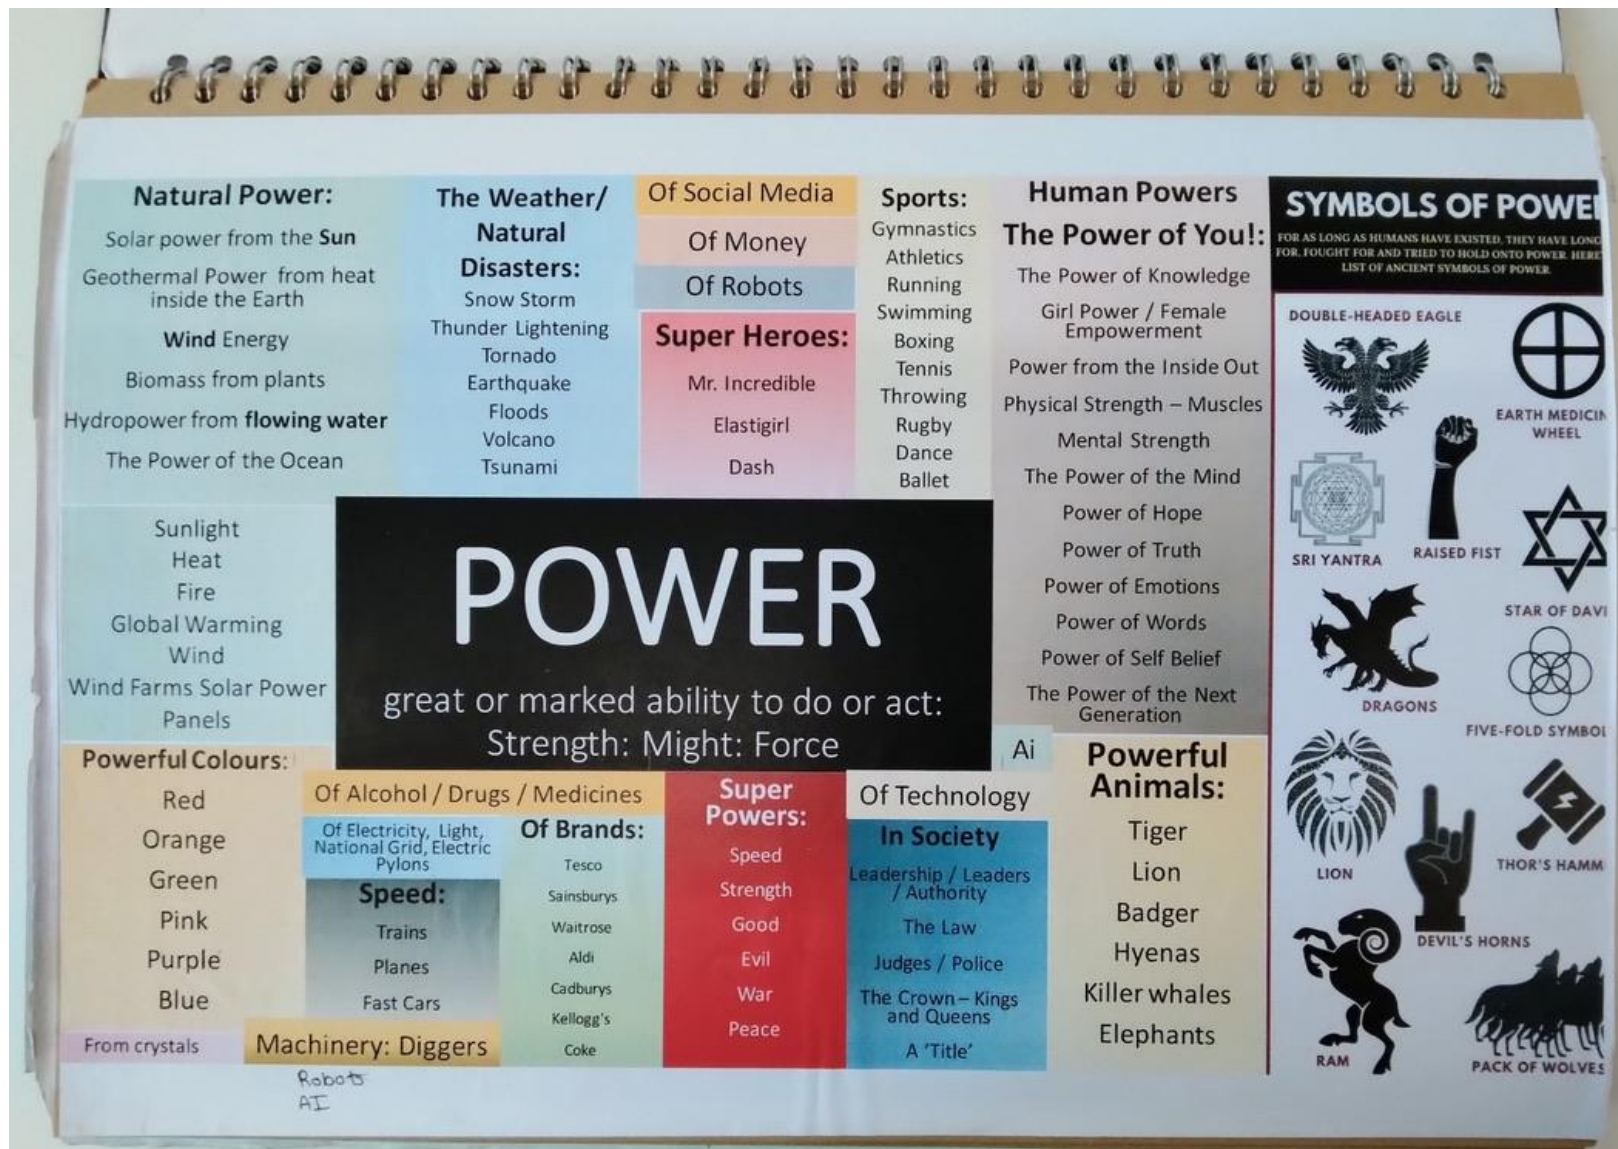 Natural Power:
Solar power from the Sun
Geothermal Power from heat
inside the Earth
Wind Energy
Biomass from plants
Hydropower from flowing water
The Power of the Ocean
Sunlight
Heat
Fire
Global Warming
Wind
Wind Farms Solar Power
Panels
The Weather/
Natural
Disasters:
Snow Storm
Thunder Lightening
Tornado
Earthquake
Floods
Volcano
Tsunami
Of Social Media
Of Money
Of Robots
Super Heroes:
Mr. Incredible
Elastigirl
Dash
Sports:
Gymnastics
Athletics
Running
Swimming
Boxing
Tennis
Throwing
Rugby
Dance
Ballet
Human Powers
The Power of You!:
The Power of Knowledge
Girl Power / Female
Empowerment
Power from the Inside Out
Physical Strength – Muscles
Mental Strength
The Power of the Mind
Power of Hope
Power of Truth
Power of Emotions
Power of Words
Power of Self Belief
The Power of the Next
Generation
POWER
great or marked ability to do or act:
Strength: Might: Force
Ai
Powerful Colours:
Red
Orange
Green
Pink
Purple
Blue
From crystals
Of Alcohol / Drugs / Medicines
Of Electricity, Light,
National Grid, Electric
Pylons
Speed:
Trains
Planes
Fast Cars
Machinery: Diggers
Robots
AI
Of Brands:
Tesco
Sainsburys
Waitrose
Aldi
Cadburys
Kellogg's
Coke
Super
Powers:
Speed
Strength
Good
Evil
War
Peace
Of Technology
In Society
Leadership / Leaders
/ Authority
The Law
Judges / Police
The Crown – Kings
and Queens
A 'Title'
Powerful
Animals:
Tiger
Lion
Badger
Hyenas
Killer whales
Elephants
SYMBOLS OF POWE
FOR AS LONG AS HUMANS HAVE EXISTED, THEY HAVE LONG
FOR, FOUGHT FOR AND TRIED TO HOLD ONTO POWER. HERE
LIST OF ANCIENT SYMBOLS OF POWER
DOUBLE-HEADED EAGLE
EARTH MEDICIN
WHEEL
SRI YANTRA
RAISED FIST
STAR OF DAVI
DRAGONS
FIVE-FOLD SYMBOL
LION
THOR'S HAMM
DEVIL'S HORNS
RAM
PACK OF WOLVES